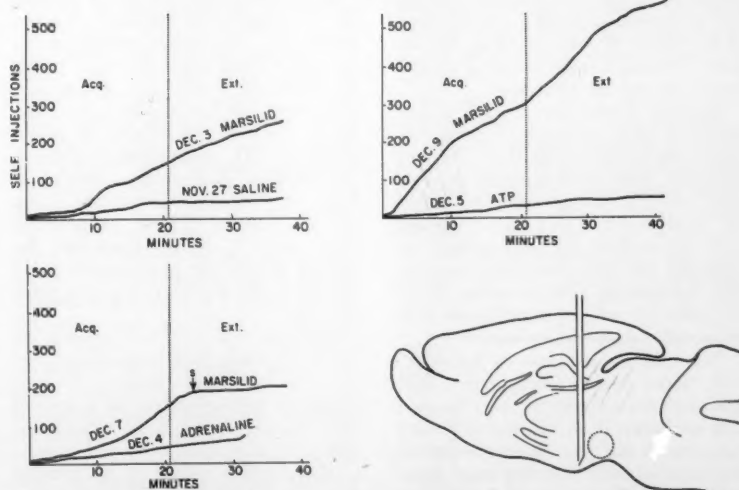 500
400
300
200
100
SELF INJECTIONS
Acq.
Ext.
DEC. 3 MARSILID
NOV. 27 SALINE
10
20
30
40
MINUTES
500
400
300
200
100
Acq.
Ext
DEC. 9 MARSILID
DEC. 5 ATP
10
20
30
40
MINUTES
500
400
300
200
100
Acq.
Ext.
S
DEC. 7 MARSILID
DEC. 4 ADRENALINE
10
20
30
40
MINUTES